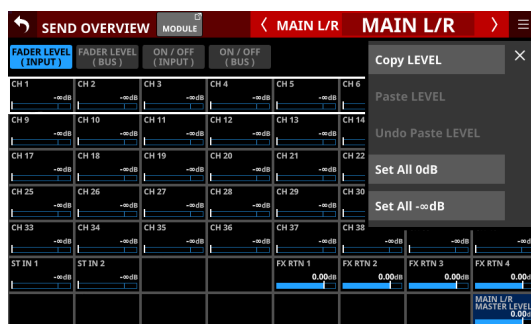 SEND OVERVIEW MODULE < MAIN L/R MAIN L/R >
FADER LEVEL (INPUT)
FADER LEVEL (BUS)
ON / OFF (INPUT)
ON / OFF (BUS)
Copy LEVEL
Paste LEVEL
Undo Paste LEVEL
Set All 0dB
Set All -∞dB
CH 1 CH 2 CH 3 CH 4 CH 5 CH 6
-∞dB -∞dB -∞dB -∞dB -∞dB
CH 9 CH 10 CH 11 CH 12 CH 13 CH 14
-∞dB -∞dB -∞dB -∞dB -∞dB
CH 17 CH 18 CH 19 CH 20 CH 21 CH 22
-∞dB -∞dB -∞dB -∞dB -∞dB
CH 25 CH 26 CH 27 CH 28 CH 29 CH 30
-∞dB -∞dB -∞dB -∞dB -∞dB
CH 33 CH 34 CH 35 CH 36 CH 37 CH 38
-∞dB -∞dB -∞dB -∞dB -∞dB -∞dB -∞dB -∞d
ST IN 1 ST IN 2 FX RTN 1 FX RTN 2 FX RTN 3 FX RTN 4
-∞dB -∞dB 0.00dB 0.00dB 0.00dB 0.00d
MAIN L/R
MASTER LEVEL
0.00d